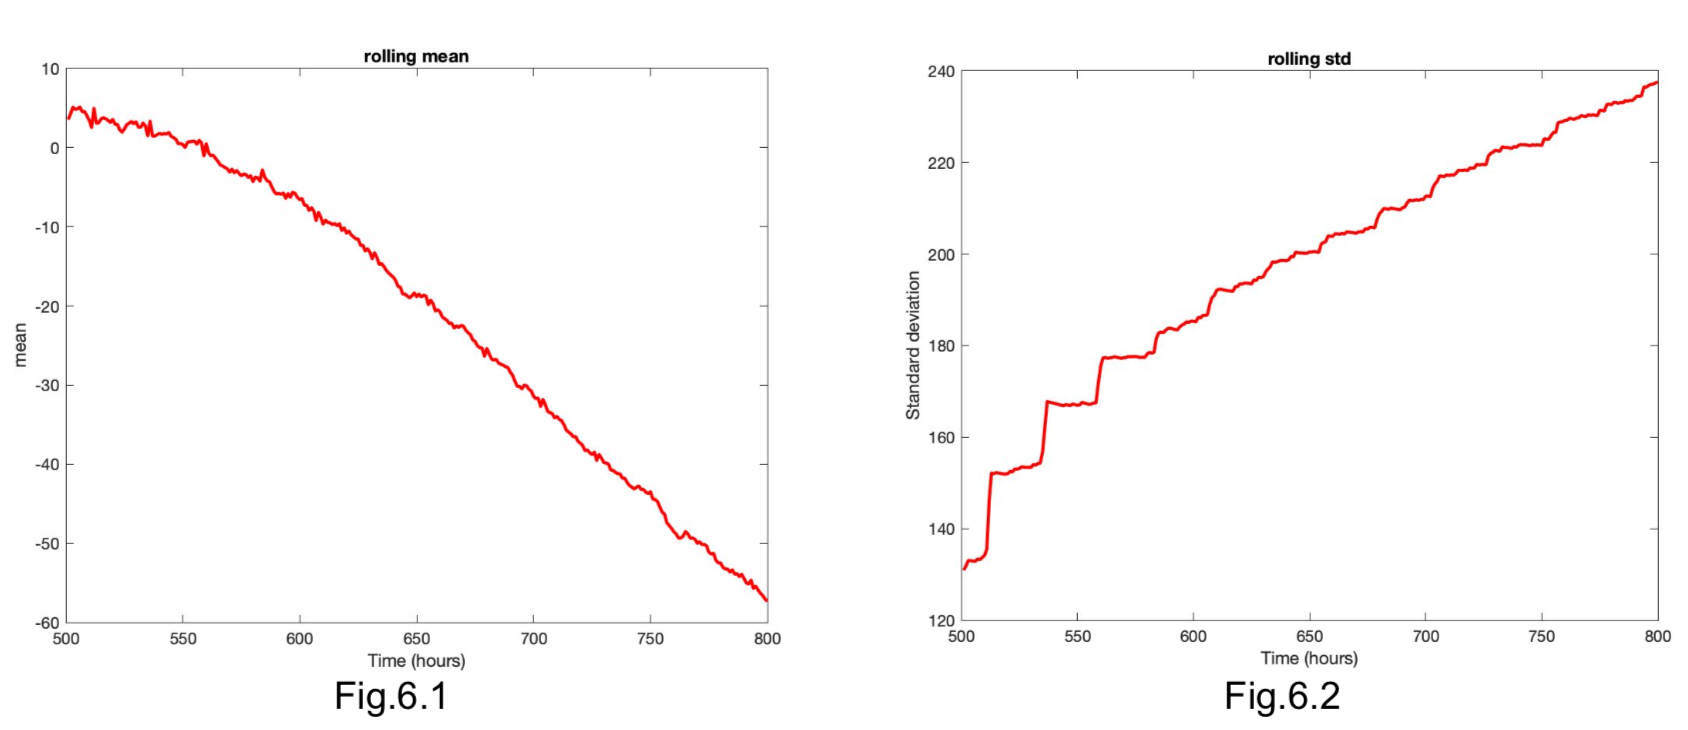 rolling mean
10
0
-10
-20
-30
-40
-50
-60
mean
500 550 600 650 700 750 800
Time (hours)
Fig.6.1
rolling std
240
220
200
180
160
140
120
Standard deviation
500 550 600 650 700 750 800
Time (hours)
Fig.6.2